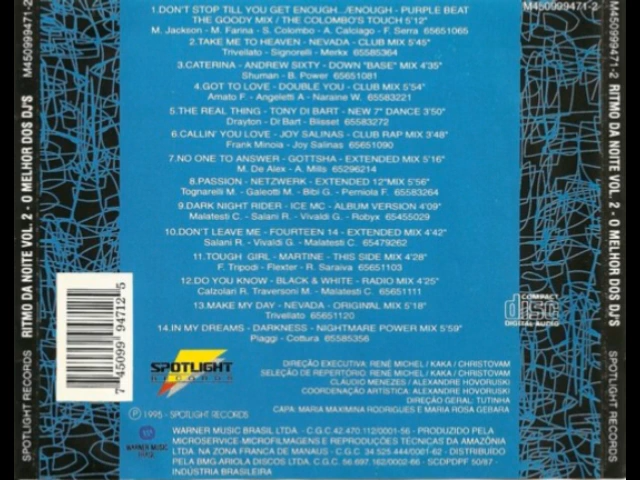 1.DON'T STOP TILL YOU GET ENOUGH.../ENOUGH - PURPLE BEAT
THE GOODY MIX / THE COLOMBO'S TOUCH 5'12"
M. Jackson - M. Farina - S. Colombo - A. Calciago - F. Serra 65651065
2.TAKE ME TO HEAVEN - NEVADA - CLUB MIX 5'45"
Trivellato - Signorelli - Merkx 65585364
3.CATERINA - ANDREW SIXTY - DOWN "BASE" MIX 4'35"
Shuman - B. Power 65651081
4.GOT TO LOVE - DOUBLE YOU - CLUB MIX 5'54"
Amato F. - Angeletti A - Naraine W. 65583221
5.THE REAL THING - TONY DI BART - NEW 7" DANCE 3'50"
Drayton - Di Bart - Blisset 65583272
6.CALLIN' YOU LOVE - JOY SALINAS - CLUB RAP MIX 3'48"
Frank Minoia - Joy Salinas 65651090
7.NO ONE TO ANSWER - GOTTSHA - EXTENDED MIX 5'16"
M. De Alex - A. Mills 65296214
8.PASSION - NETZWERK - EXTENDED 12"MIX 5'56"
Tognarelli M. - Galeotti M. - Bibi G. - Perniola F. 65583264
9.DARK NIGHT RIDER - ICE MC - ALBUM VERSION 4'09"
Malatesti C. - Salani R. - Vivaldi G. - Robyx 65455029
10.DON'T LEAVE ME - FOURTEEN 14 - EXTENDED MIX 4'42"
Salani R. - Vivaldi G. - Malatesti C. 65479262
11.TOUGH GIRL - MARTINE - THIS SIDE MIX 4'28"
F. Tripodi - Flexter - R. Saraiva 65651103
12.DO YOU KNOW - BLACK & WHITE - RADIO MIX 4'25"
Calzolari R. Traversoni M. - Malatesti C. 65651111
13.MAKE MY DAY - NEVADA - ORIGINAL MIX 5'18"
Trivellato 65651120
14.IN MY DREAMS - DARKNESS - NIGHTMARE POWER MIX 5'59"
Piaggi - Cottura 65585356
SPOTLIGHT
RECORDS
DIREÇÃO EXECUTIVA: RENÉ MICHEL / KAKA / CHRISTOVAM
SELEÇÃO DE REPERTÓRIO: RENÉ MICHEL / KAKA / CHRISTOVAM
CLAUDIO MENEZES / ALEXANDRE HOVORUSKI
COORDENAÇÃO ARTÍSTICA: ALEXANDRE HOVORUSKI
DIREÇÃO GERAL: TUTINHA
CAPA: MARIA MAXIMINA RODRIGUES E MARIA ROSA GEBARA
℗ 1995 - SPOTLIGHT RECORDS
WARNER MUSIC BRASIL LTDA. - C.G.C. 42.470.112/0001-56 - PRODUZIDO PELA
MICROSERVICE-MICROFILMAGENS E REPRODUÇÕES TÉCNICAS DA AMAZÔNIA
LTDA. NA ZONA FRANCA DE MANAUS - C.G.C. 34.525.444/0001-62 - DISTRIBUÍDO
PELA BMG-ARIOLA DISCOS LTDA. - C.G.C. 56.697.162/0002-66 - SCDPDPF 50/87 -
INDÚSTRIA BRASILEIRA
WARNER MUSIC
COMPACT
disc
DIGITAL AUDIO
7 45099 94712 5
SPOTLIGHT RECORDS RITMO DA NOITE VOL. 2 - O MELHOR DOS DJ'S M450999471-2
M450999471-2 RITMO DA NOITE VOL. 2 - O MELHOR DOS DJ'S SPOTLIGHT RECORDS